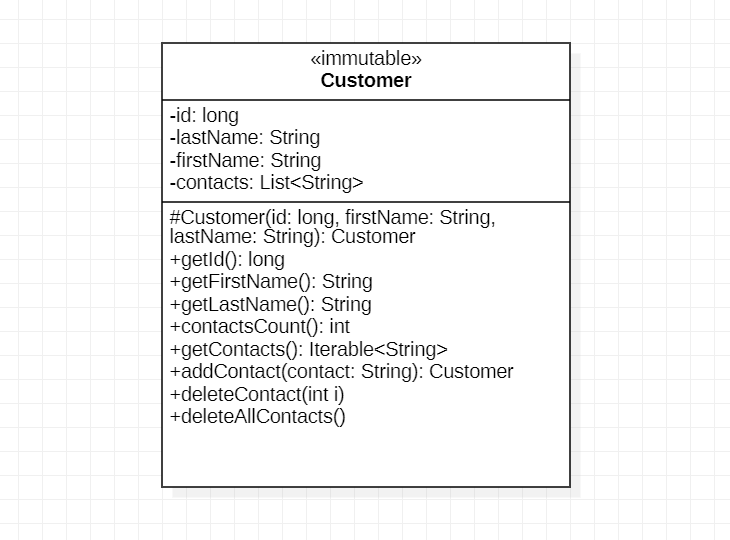 «immutable»
Customer
-id: long
-lastName: String
-firstName: String
-contacts: List<String>
#Customer(id: long, firstName: String,
lastName: String): Customer
+getId(): long
+getFirstName(): String
+getLastName(): String
+contactsCount(): int
+getContacts(): Iterable<String>
+addContact(contact: String): Customer
+deleteContact(int i)
+deleteAllContacts()